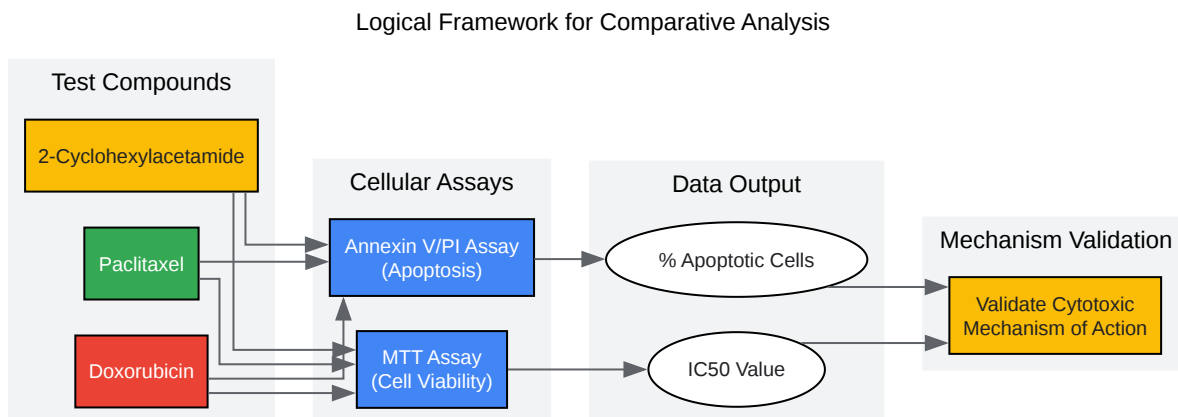 Logical Framework for Comparative Analysis
Test Compounds
2-Cyclohexylacetamide
Paclitaxel
Doxorubicin
Cellular Assays
Annexin V/PI Assay
(Apoptosis)
MTT Assay
(Cell Viability)
Data Output
% Apoptotic Cells
IC50 Value
Mechanism Validation
Validate Cytotoxic
Mechanism of Action